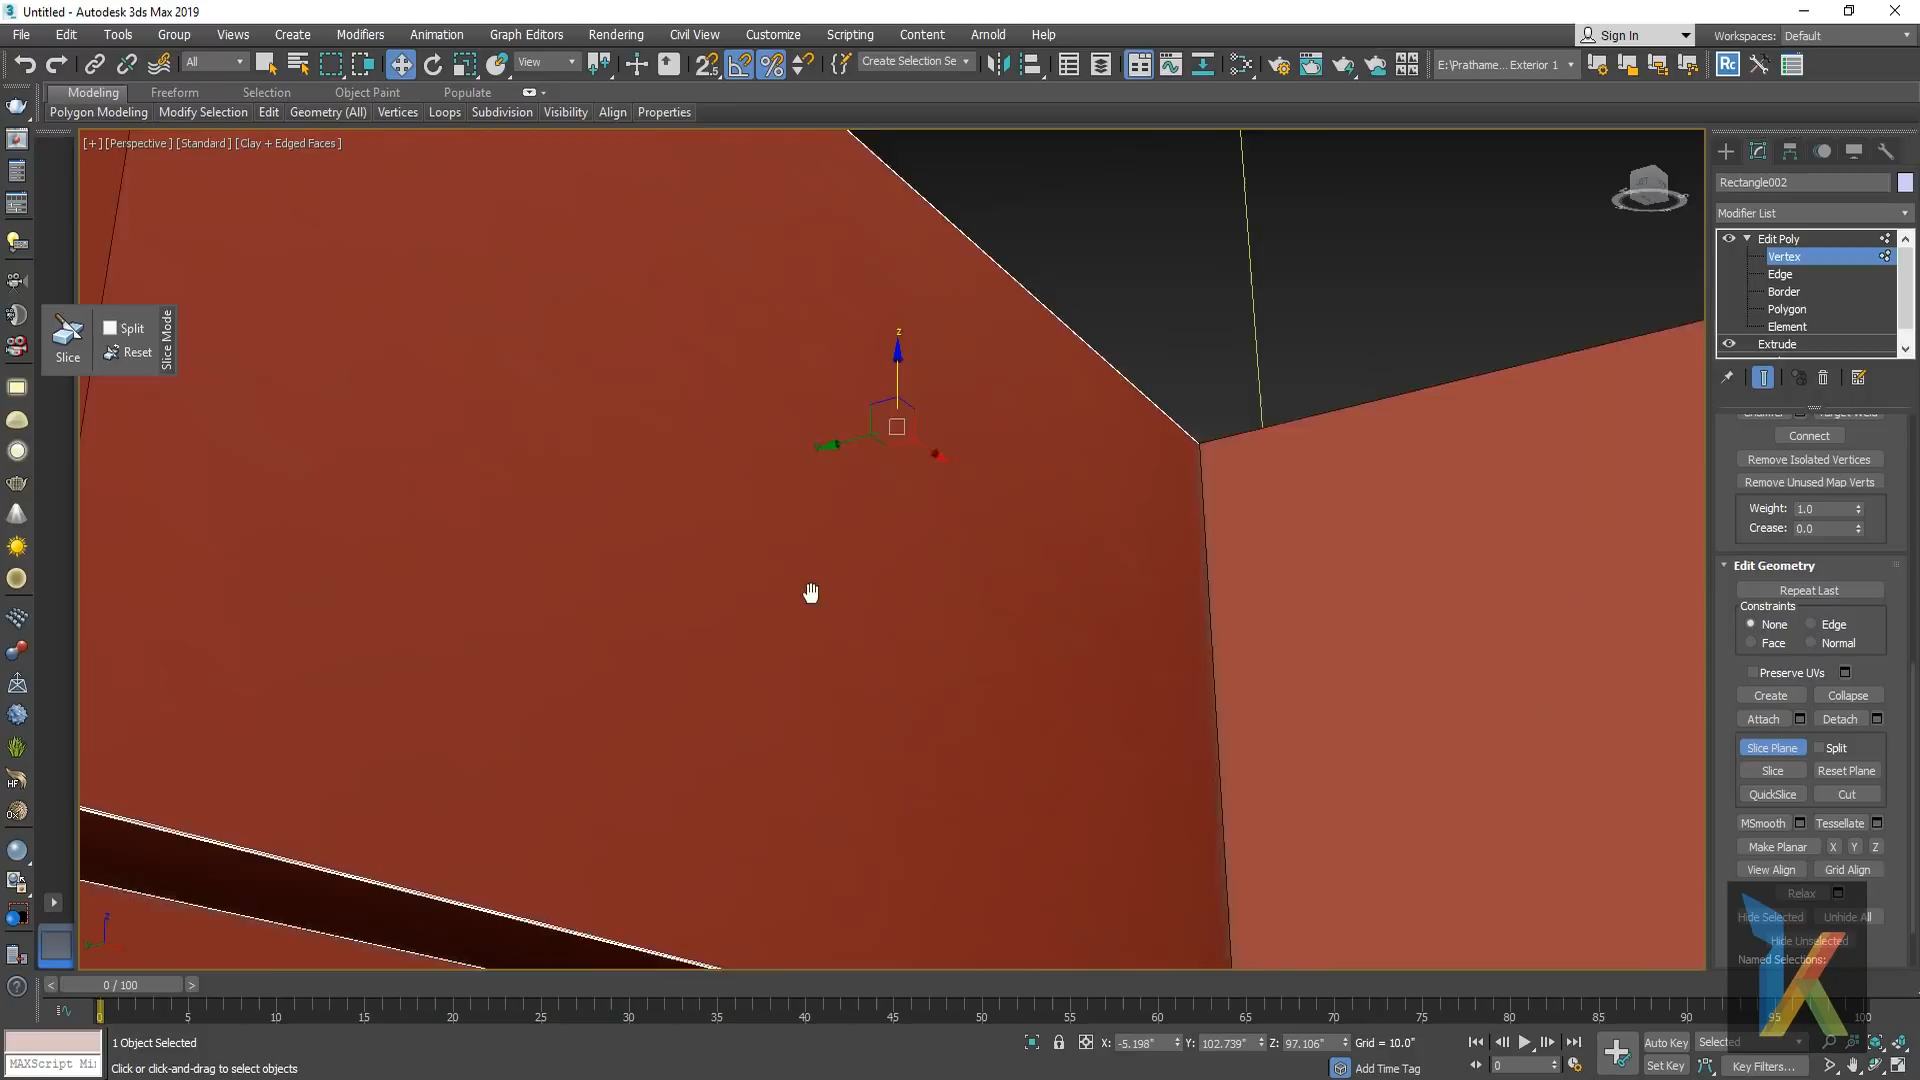 Untitled - Autodesk 3ds Max 2019
File Edit Tools Group Views Create Modifiers Animation Graph Editors Rendering Civil View Customize Scripting Content Arnold Help Sign In Workspaces: Default
All View Create Selection Se E:\Prathame... Exterior 1 Rc
Modeling Freeform Selection Object Paint Populate
Polygon Modeling Modify Selection Edit Geometry (All) Vertices Loops Subdivision Visibility Align Properties
[+] [Perspective] [Standard] [Clay + Edged Faces]
Rectangle002
Modifier List
Edit Poly
Vertex
Edge
Border
Polygon
Element
Extrude
Slice Split Reset Slice Mode
z
Chamfer Target Weld
Connect
Remove Isolated Vertices
Remove Unused Map Verts
Weight: 1.0
Crease: 0.0
Edit Geometry
Repeat Last
Constraints
None Edge
Face Normal
Preserve UVs
Create Collapse
Attach Detach
Slice Plane Split
Slice Reset Plane
QuickSlice Cut
MSmooth Tessellate
Make Planar X Y Z
View Align Grid Align
Relax
Hide Selected Unhide All
Hide Unselected
Named Selections:
HF
z
0 / 100
0 5 10 15 20 25 30 35 40 45 50 55 60 65 70 75 80 85 90 95 100
1 Object Selected X: -5.198" Y: 102.739" Z: 97.106" Grid = 10.0" Auto Key Selected
MAXScript Mi Click or click-and-drag to select objects Add Time Tag 0 Set Key Key Filters...